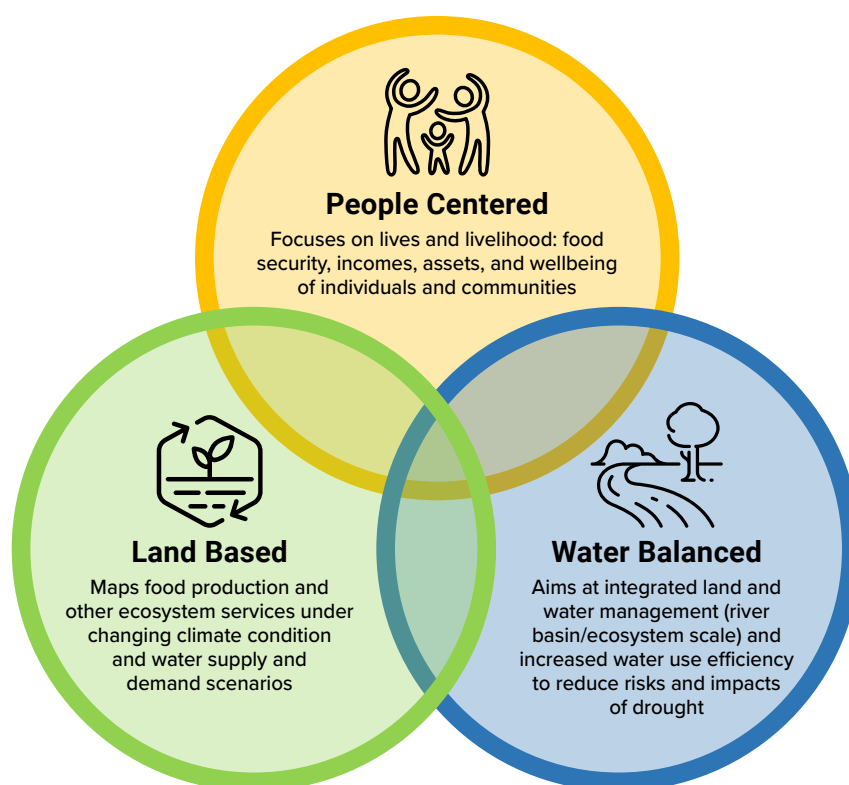 People Centered
Focuses on lives and livelihood: food
security, incomes, assets, and wellbeing
of individuals and communities
Land Based
Maps food production and
other ecosystem services under
changing climate condition
and water supply and
demand scenarios
Water Balanced
Aims at integrated land and
water management (river
basin/ecosystem scale) and
increased water use efficiency
to reduce risks and impacts
of drought